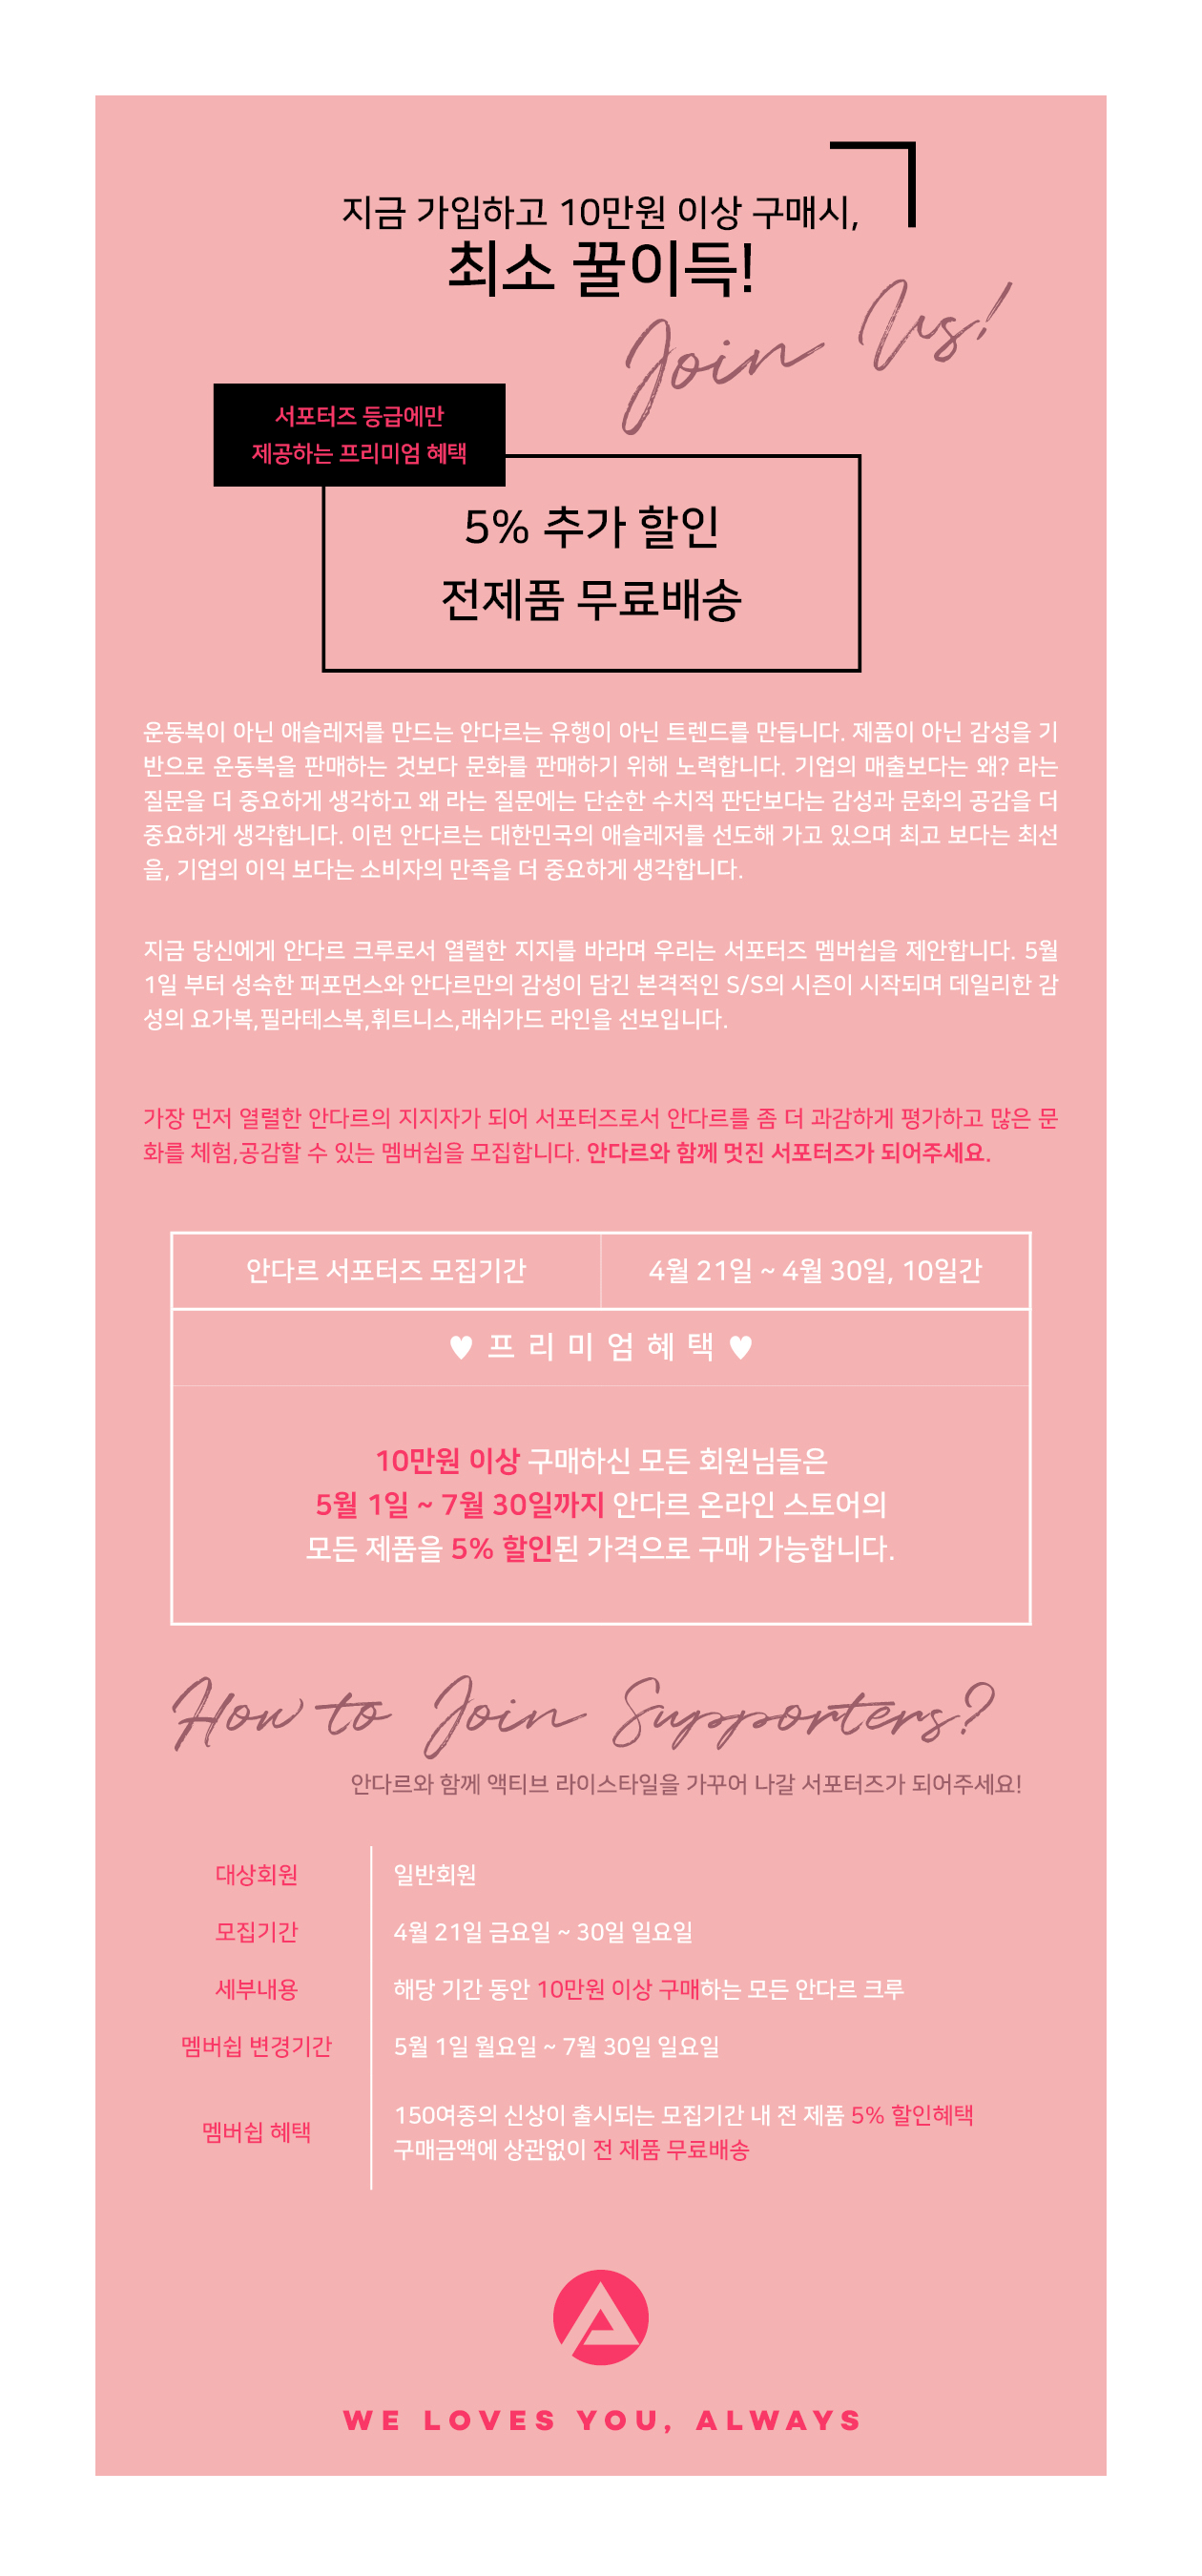 지금 가입하고 10만원 이상 구매시,
최소 꿀이득!
Join Us!
서포터즈 등급에만
제공하는 프리미엄 혜택
5% 추가 할인
전제품 무료배송
운동복이 아닌 애슬레저를 만드는 안다르는 유행이 아닌 트렌드를 만듭니다. 제품이 아닌 감성을 기
반으로 운동복을 판매하는 것보다 문화를 판매하기 위해 노력합니다. 기업의 매출보다는 왜? 라는
질문을 더 중요하게 생각하고 왜 라는 질문에는 단순한 수치적 판단보다는 감성과 문화의 공감을 더
중요하게 생각합니다. 이런 안다르는 대한민국의 애슬레저를 선도해 가고 있으며 최고 보다는 최선
을, 기업의 이익 보다는 소비자의 만족을 더 중요하게 생각합니다.
지금 당신에게 안다르 크루로서 열렬한 지지를 바라며 우리는 서포터즈 멤버쉽을 제안합니다. 5월
1일 부터 성숙한 퍼포먼스와 안다르만의 감성이 담긴 본격적인 S/S의 시즌이 시작되며 데일리한 감
성의 요가복,필라테스복,휘트니스,래쉬가드 라인을 선보입니다.
가장 먼저 열렬한 안다르의 지지자가 되어 서포터즈로서 안다르를 좀 더 과감하게 평가하고 많은 문
화를 체험,공감할 수 있는 멤버쉽을 모집합니다. 안다르와 함께 멋진 서포터즈가 되어주세요.
안다르 서포터즈 모집기간 4월 21일 ~ 4월 30일, 10일간
♥ 프 리 미 엄 혜 택 ♥
10만원 이상 구매하신 모든 회원님들은
5월 1일 ~ 7월 30일까지 안다르 온라인 스토어의
모든 제품을 5% 할인된 가격으로 구매 가능합니다.
How to Join Supporters?
안다르와 함께 액티브 라이스타일을 가꾸어 나갈 서포터즈가 되어주세요!
대상회원 일반회원
모집기간 4월 21일 금요일 ~ 30일 일요일
세부내용 해당 기간 동안 10만원 이상 구매하는 모든 안다르 크루
멤버쉽 변경기간 5월 1일 월요일 ~ 7월 30일 일요일
멤버쉽 혜택 150여종의 신상이 출시되는 모집기간 내 전 제품 5% 할인혜택
구매금액에 상관없이 전 제품 무료배송
WE LOVES YOU, ALWAYS